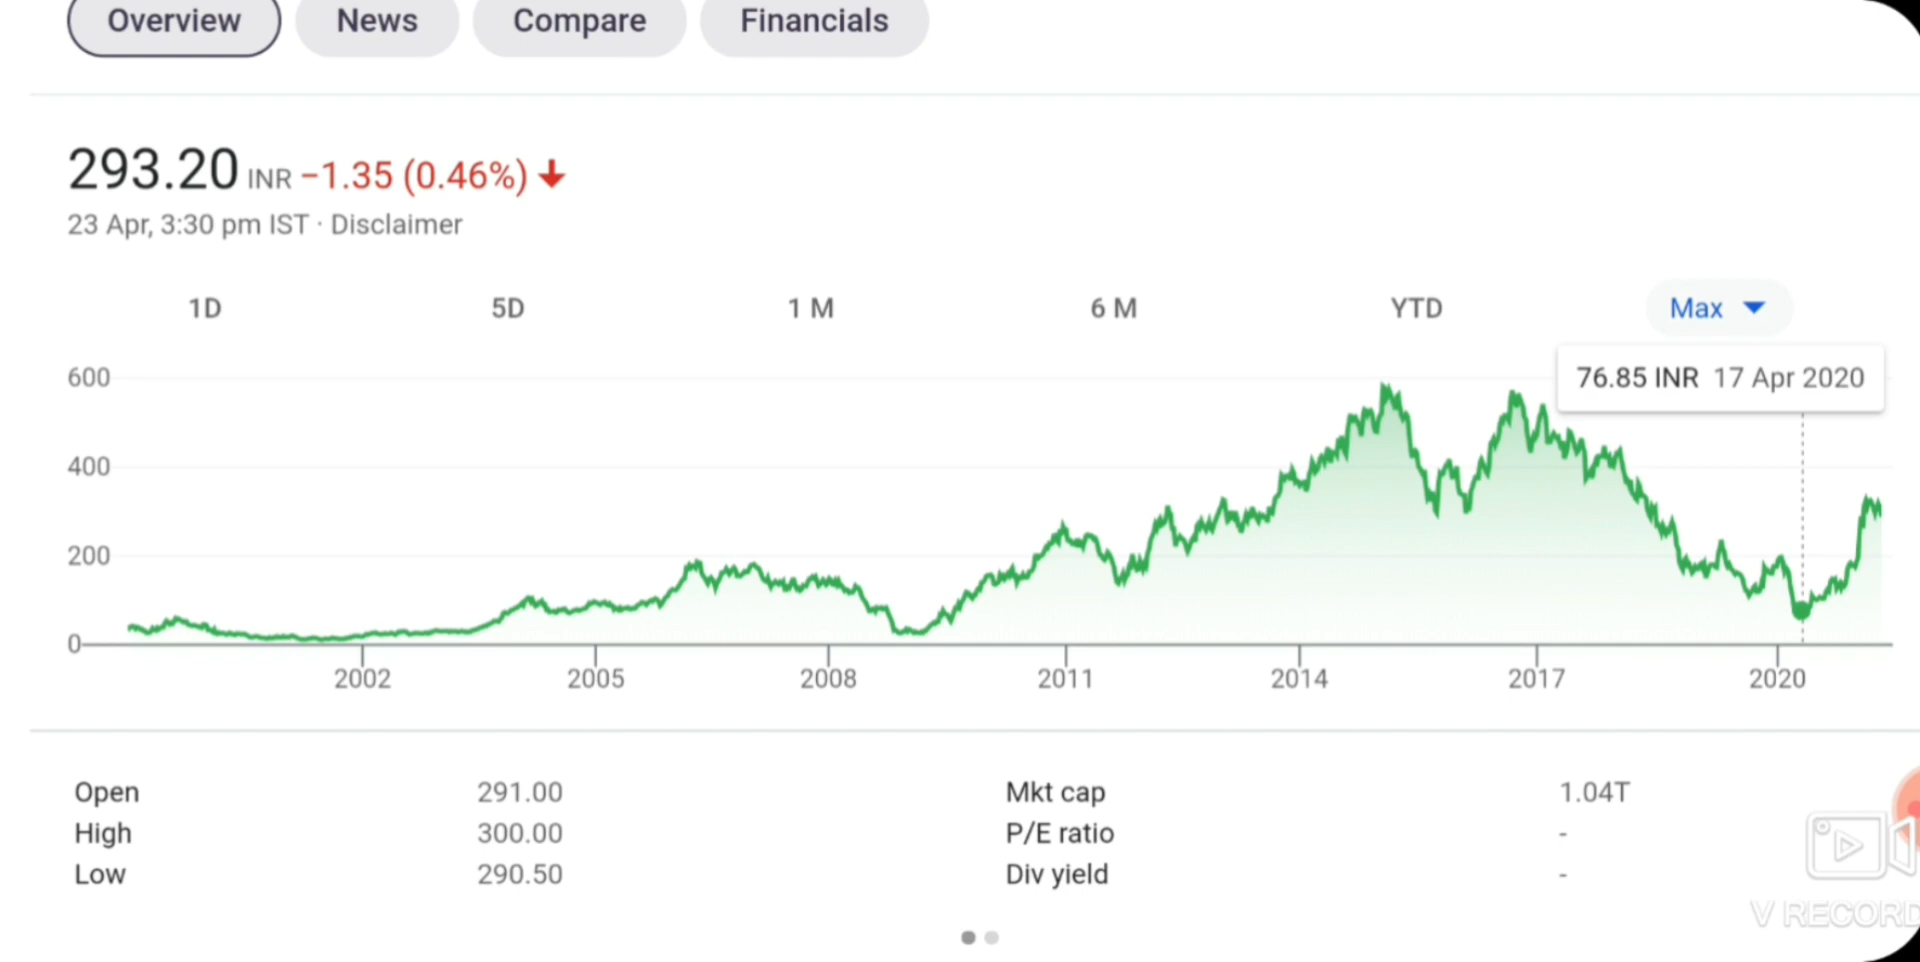 Overview News Compare Financials
293.20 INR −1.35 (0.46%)
23 Apr, 3:30 pm IST · Disclaimer
1D 5D 1 M 6 M YTD Max
76.85 INR 17 Apr 2020
600
400
200
0
2002 2005 2008 2011 2014 2017 2020
Open 291.00 Mkt cap 1.04T
High 300.00 P/E ratio -
Low 290.50 Div yield -
V RECORD